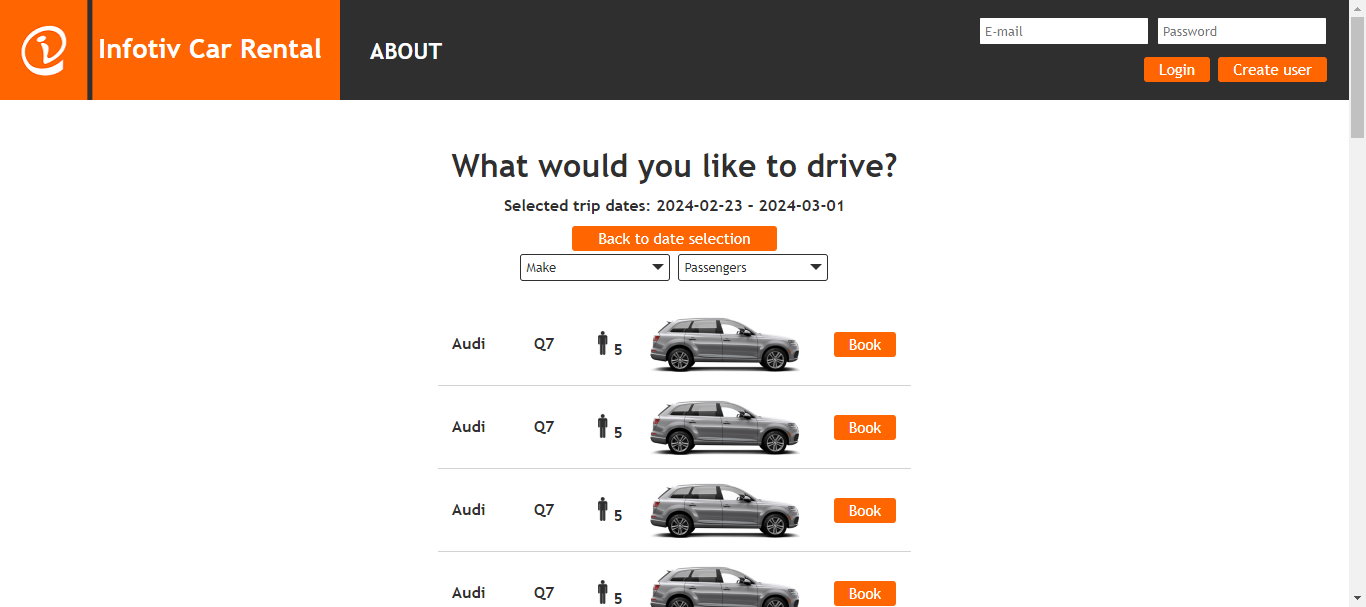 Infotiv Car Rental
ABOUT
E-mail
Password
Login
Create user
What would you like to drive?
Selected trip dates: 2024-02-23 - 2024-03-01
Back to date selection
Make
Passengers
Audi Q7 5 Book
Audi Q7 5 Book
Audi Q7 5 Book
Audi Q7 5 Book